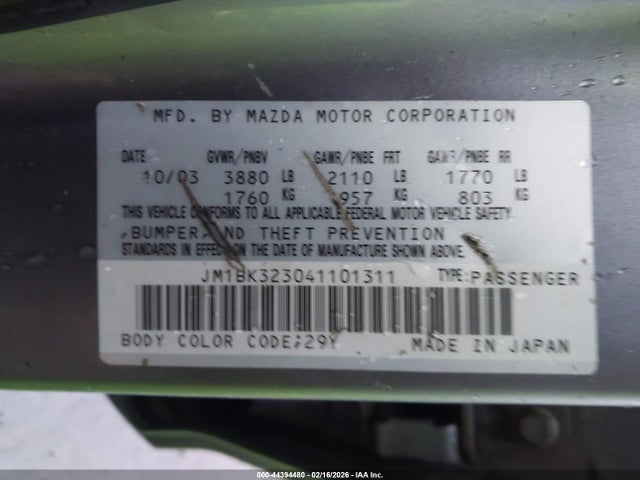 MFD. BY MAZDA MOTOR CORPORATION
DATE GVWR/PNBV GAWR/PNBE FRT GAWR/PNBE RR
10/03 3880 LB 2110 LB 1770 LB
1760 KG 957 KG 803 KG
THIS VEHICLE CONFORMS TO ALL APPLICABLE FEDERAL MOTOR VEHICLE SAFETY,
BUMPER AND THEFT PREVENTION
STANDARDS IN EFFECT ON THE DATE OF MANUFACTURE SHOWN ABOVE.
JM1BK323041101311 TYPE:PASSENGER
BODY COLOR CODE:29Y MADE IN JAPAN
000-44394480 - 02/16/2026 - IAA Inc.